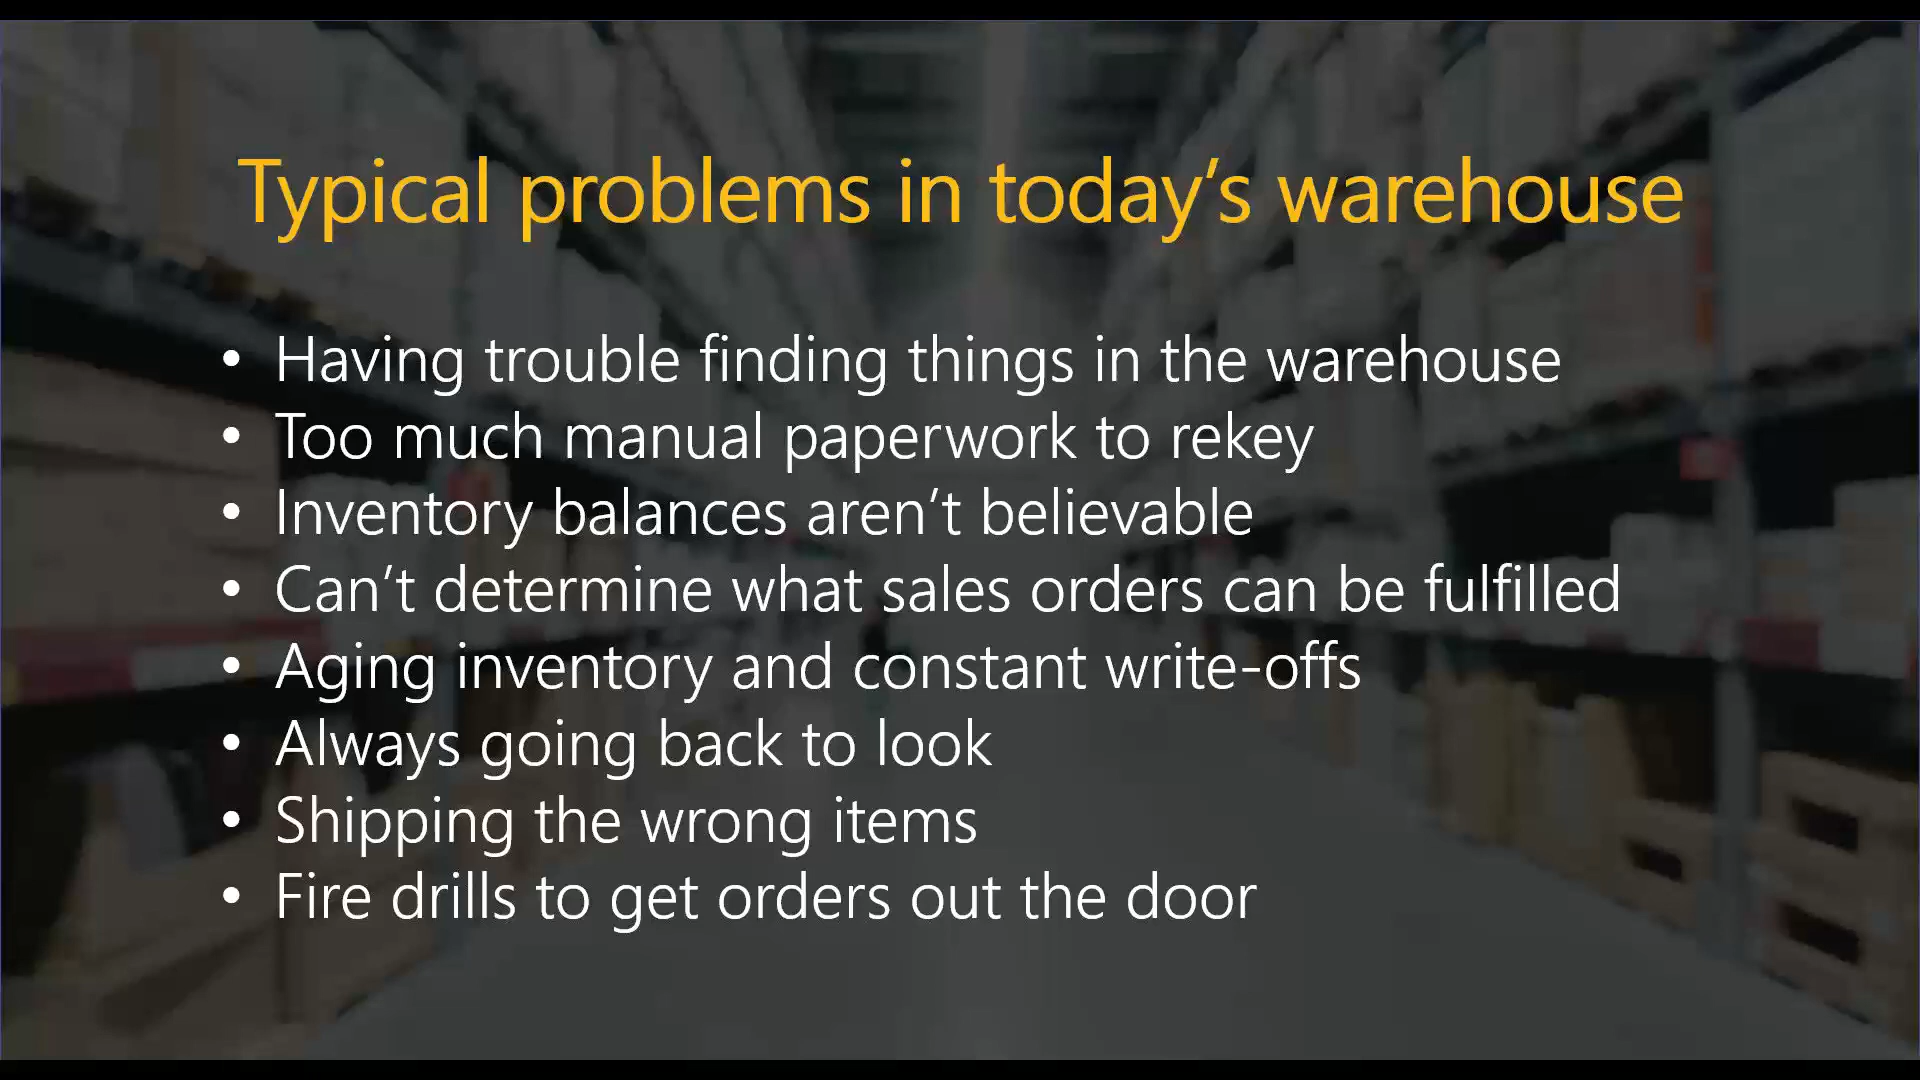 Typical problems in today’s warehouse
• Having trouble finding things in the warehouse
• Too much manual paperwork to rekey
• Inventory balances aren’t believable
• Can’t determine what sales orders can be fulfilled
• Aging inventory and constant write-offs
• Always going back to look
• Shipping the wrong items
• Fire drills to get orders out the door